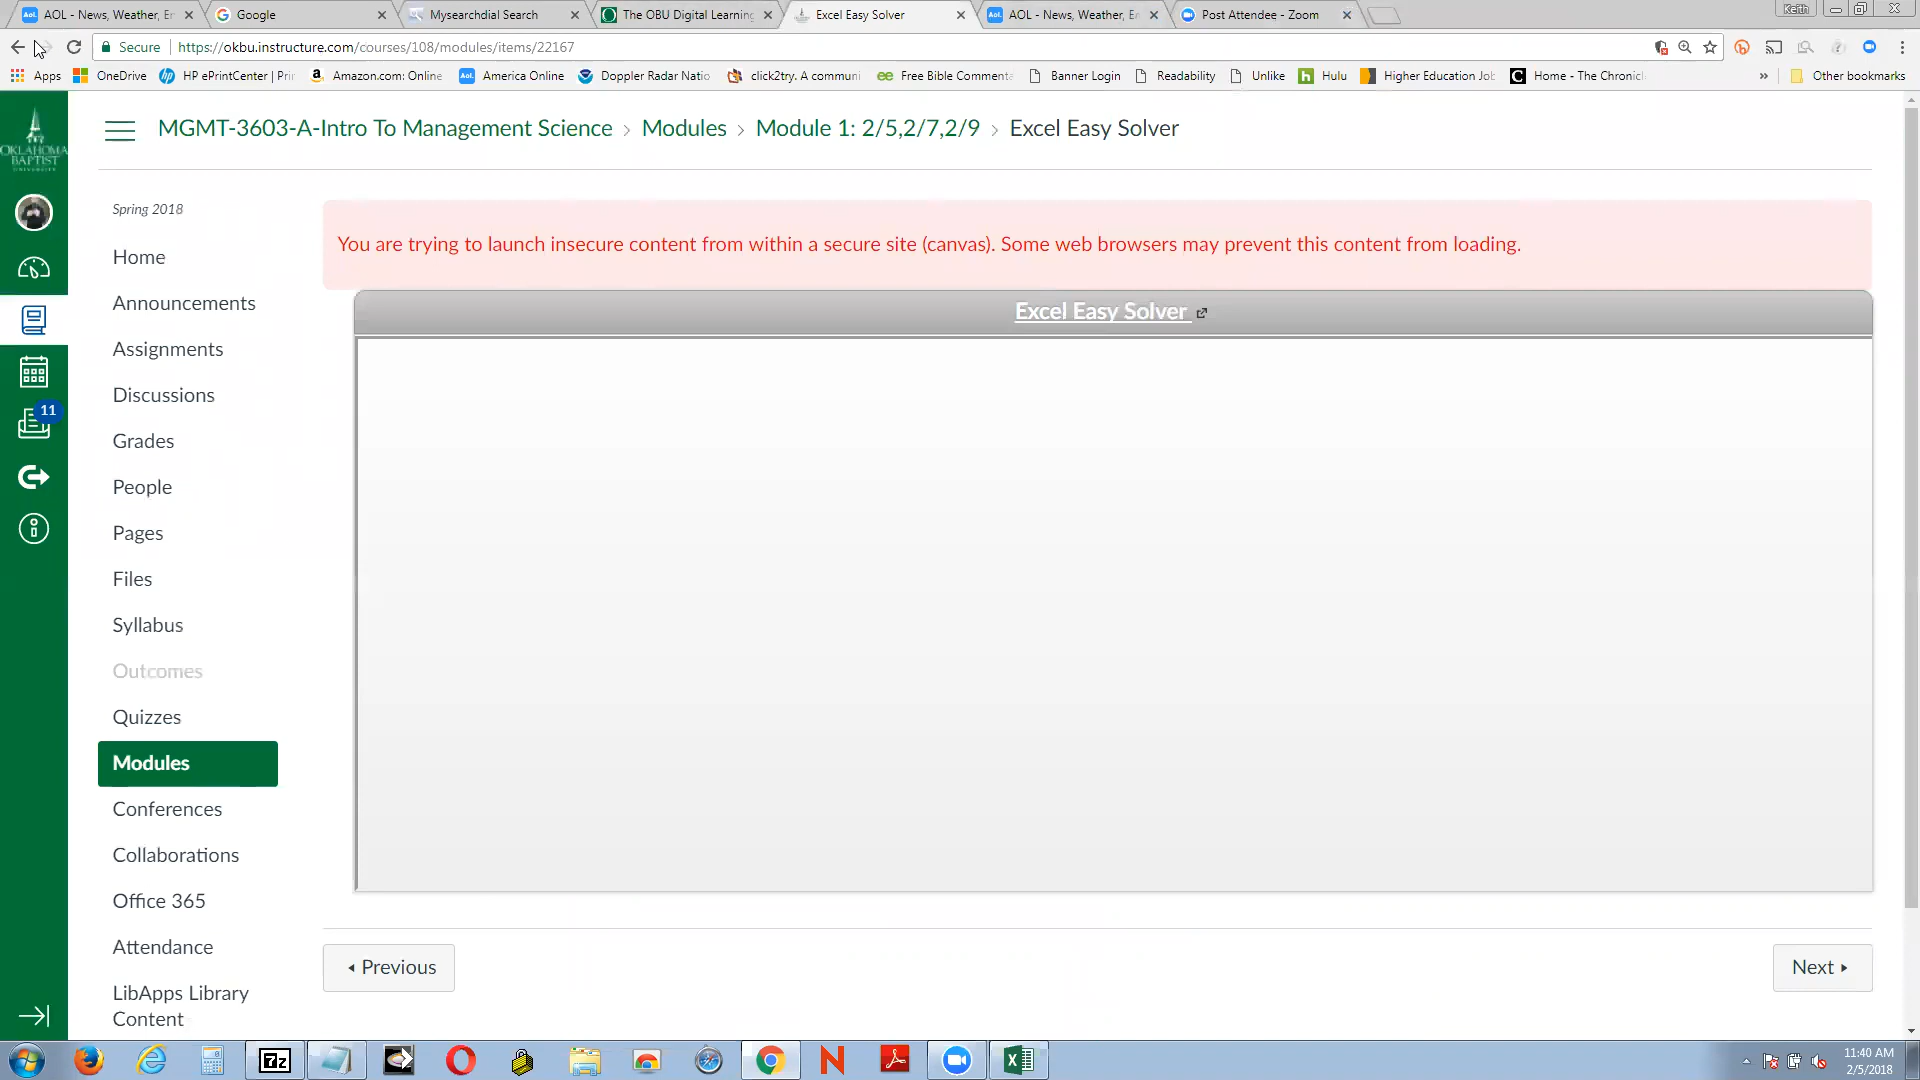 AOL - News, Weather, En
Google
Mysearchdial Search
The OBU Digital Learning
Excel Easy Solver
AOL - News, Weather, En
Post Attendee - Zoom
Keith
Secure
https://okbu.instructure.com/courses/108/modules/items/22167
Apps
OneDrive
HP ePrintCenter | Prin
Amazon.com: Online
America Online
Doppler Radar Natio
click2try. A communi
Free Bible Commenta
Banner Login
Readability
Unlike
Hulu
Higher Education Job
Home - The Chronicl
»
Other bookmarks
OKLAHOMA
BAPTIST
UNIVERSITY
MGMT-3603-A-Intro To Management Science › Modules › Module 1: 2/5,2/7,2/9 › Excel Easy Solver
Spring 2018
Home
Announcements
Assignments
Discussions
Grades
People
Pages
Files
Syllabus
Outcomes
Quizzes
Modules
Conferences
Collaborations
Office 365
Attendance
LibApps Library
Content
11
You are trying to launch insecure content from within a secure site (canvas). Some web browsers may prevent this content from loading.
Excel Easy Solver
Previous
Next
7z
11:40 AM
2/5/2018